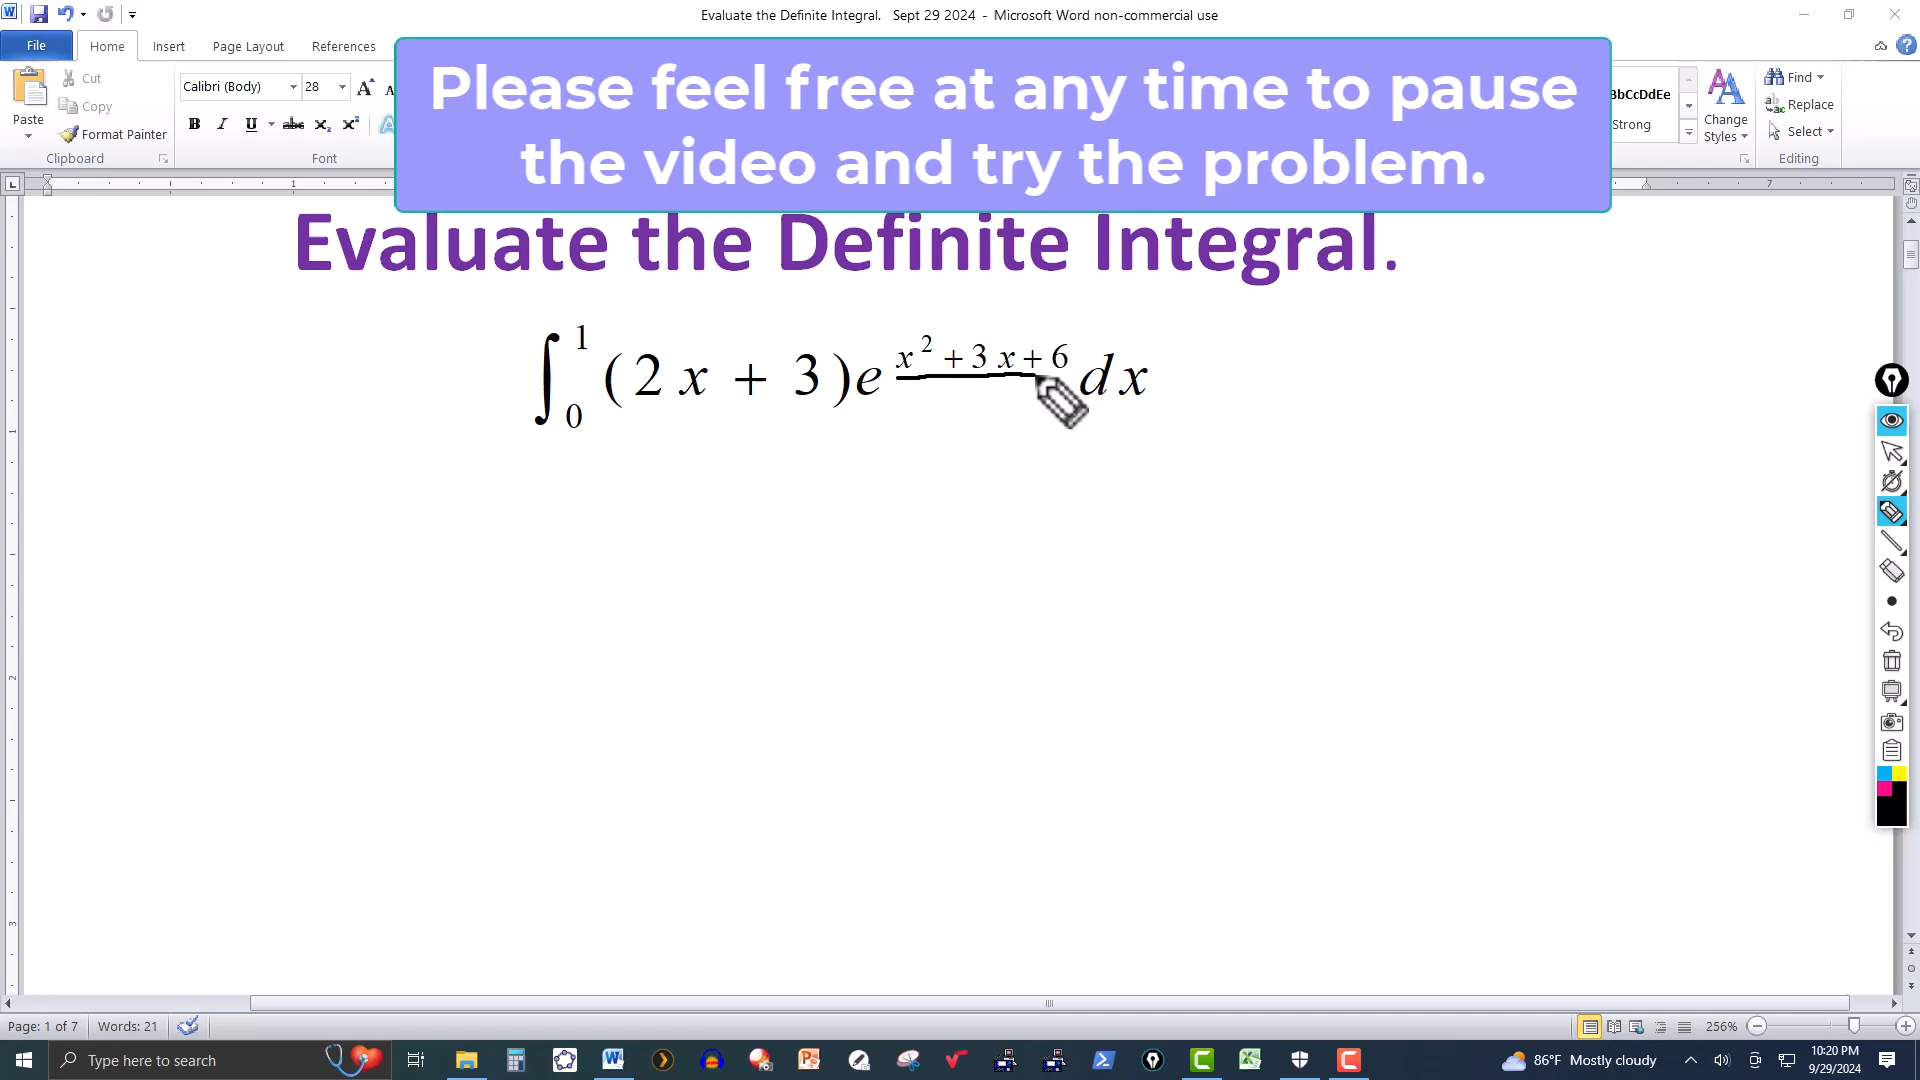 Evaluate the Definite Integral.   Sept 29 2024  -  Microsoft Word non-commercial use
File Home Insert Page Layout References
Please feel free at any time to pause
the video and try the problem.
Paste
Cut
Copy
Format Painter
Clipboard
Calibri (Body) 28
B I U abc x₂ x²
Font
BbCcDdEe
Strong
Change
Styles
Find
Replace
Select
Editing
Evaluate the Definite Integral.
∫₀¹ (2x + 3)e^{x² + 3x + 6} dx
Page: 1 of 7 Words: 21
256%
Type here to search
86°F Mostly cloudy
10:20 PM
9/29/2024